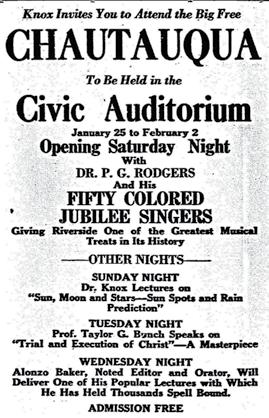 Knox Invites You to Attend the Big Free
CHAUTAUQUA
To Be Held in the
Civic Auditorium
January 25 to February 2
Opening Saturday Night
With
DR. P. G. RODGERS
And His
FIFTY COLORED
JUBILEE SINGERS
Giving Riverside One of the Greatest Musical
Treats in Its History
—OTHER NIGHTS—
SUNDAY NIGHT
Dr. Knox Lectures on
"Sun, Moon and Stars—Sun Spots and Rain
Prediction"
TUESDAY NIGHT
Prof. Taylor G. Bunch Speaks on
"Trial and Execution of Christ"—A Masterpiece
WEDNESDAY NIGHT
Alonzo Baker, Noted Editor and Orator, Will
Deliver One of His Popular Lectures with Which
He Has Held Thousands Spell Bound.
ADMISSION FREE